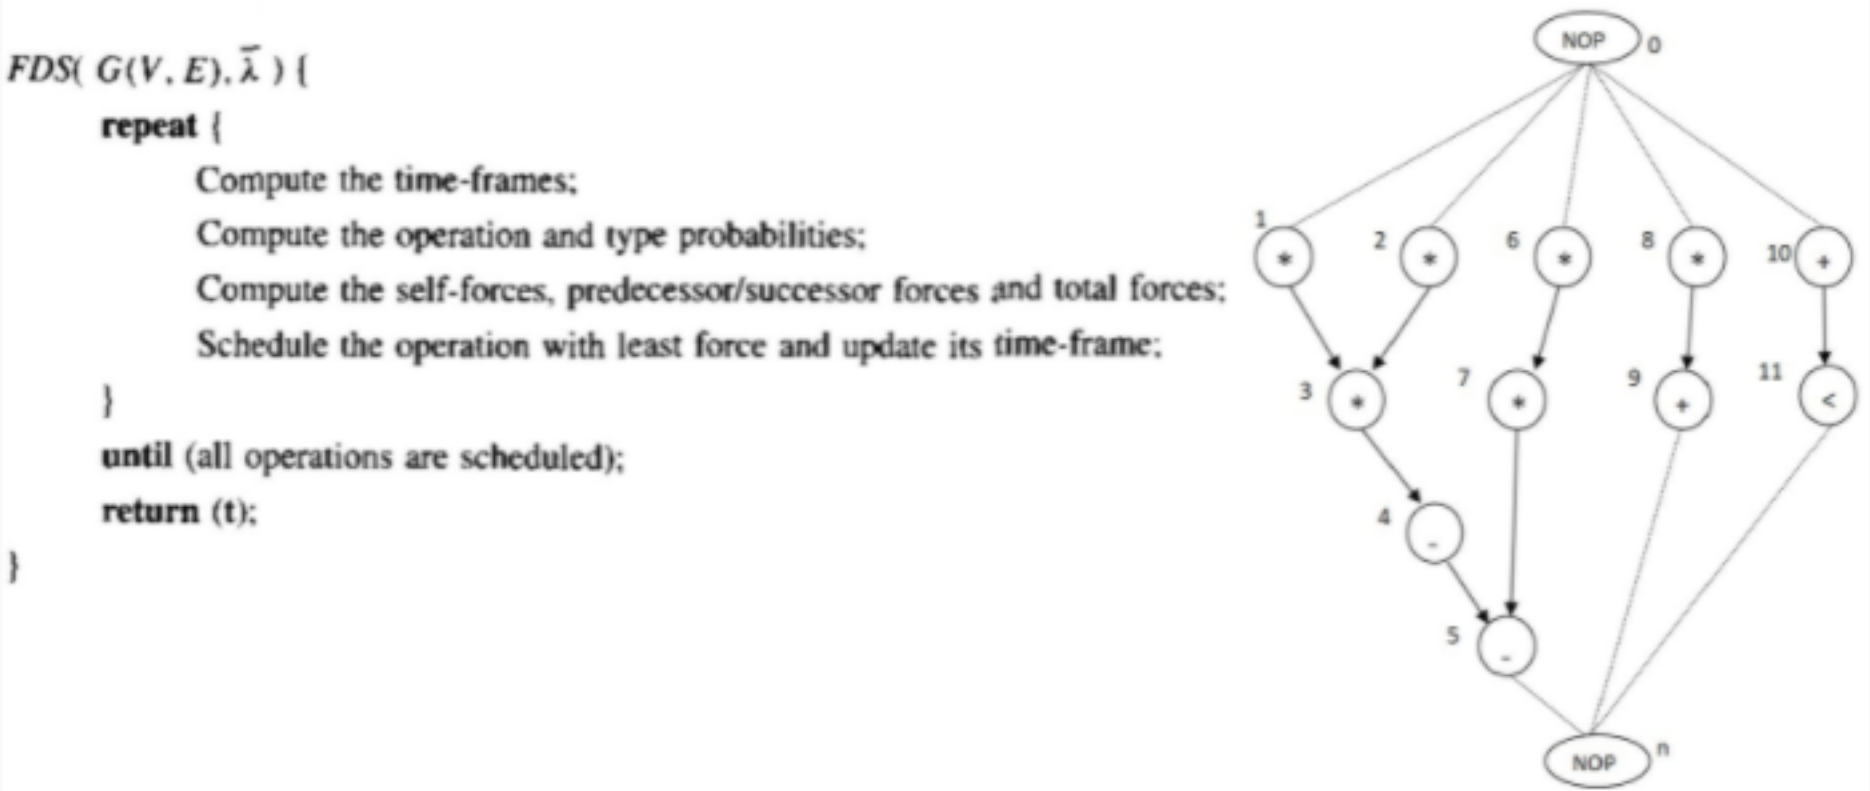 FDS( G(V, E), λ̄ ) {
repeat {
Compute the time-frames;
Compute the operation and type probabilities;
Compute the self-forces, predecessor/successor forces and total forces;
Schedule the operation with least force and update its time-frame;
}
until (all operations are scheduled);
return (t);
}
NOP 0
1 * 2 * 6 * 8 * 10 +
3 * 7 * 9 + 11 <
4 -
5 -
NOP n